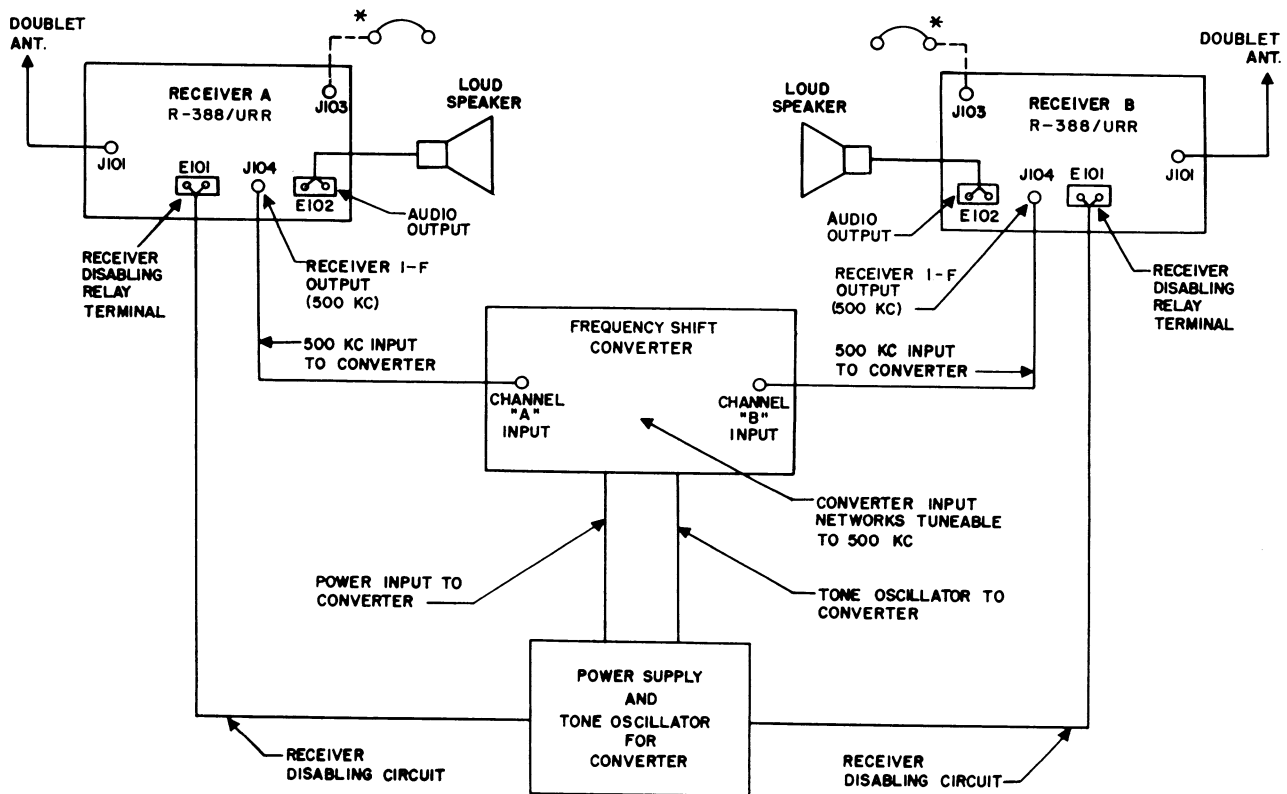 DOUBLET
ANT.
*
RECEIVER A
R-388/URR
J103
J101
E101
J104
E102
LOUD
SPEAKER
AUDIO
OUTPUT
RECEIVER
DISABLING
RELAY
TERMINAL
RECEIVER I-F
OUTPUT
(500 KC)
500 KC INPUT
TO CONVERTER
*
DOUBLET
ANT.
LOUD
SPEAKER
J103
RECEIVER B
R-388/URR
J101
E102
J104
E101
AUDIO
OUTPUT
RECEIVER I-F
OUTPUT
(500 KC)
RECEIVER
DISABLING
RELAY
TERMINAL
500 KC INPUT
TO CONVERTER
FREQUENCY SHIFT
CONVERTER
CHANNEL
"A"
INPUT
CHANNEL
"B"
INPUT
CONVERTER INPUT
NETWORKS TUNEABLE
TO 500 KC
POWER INPUT TO
CONVERTER
TONE OSCILLATOR TO
CONVERTER
POWER SUPPLY
AND
TONE OSCILLATOR
FOR
CONVERTER
RECEIVER
DISABLING CIRCUIT
RECEIVER
DISABLING CIRCUIT